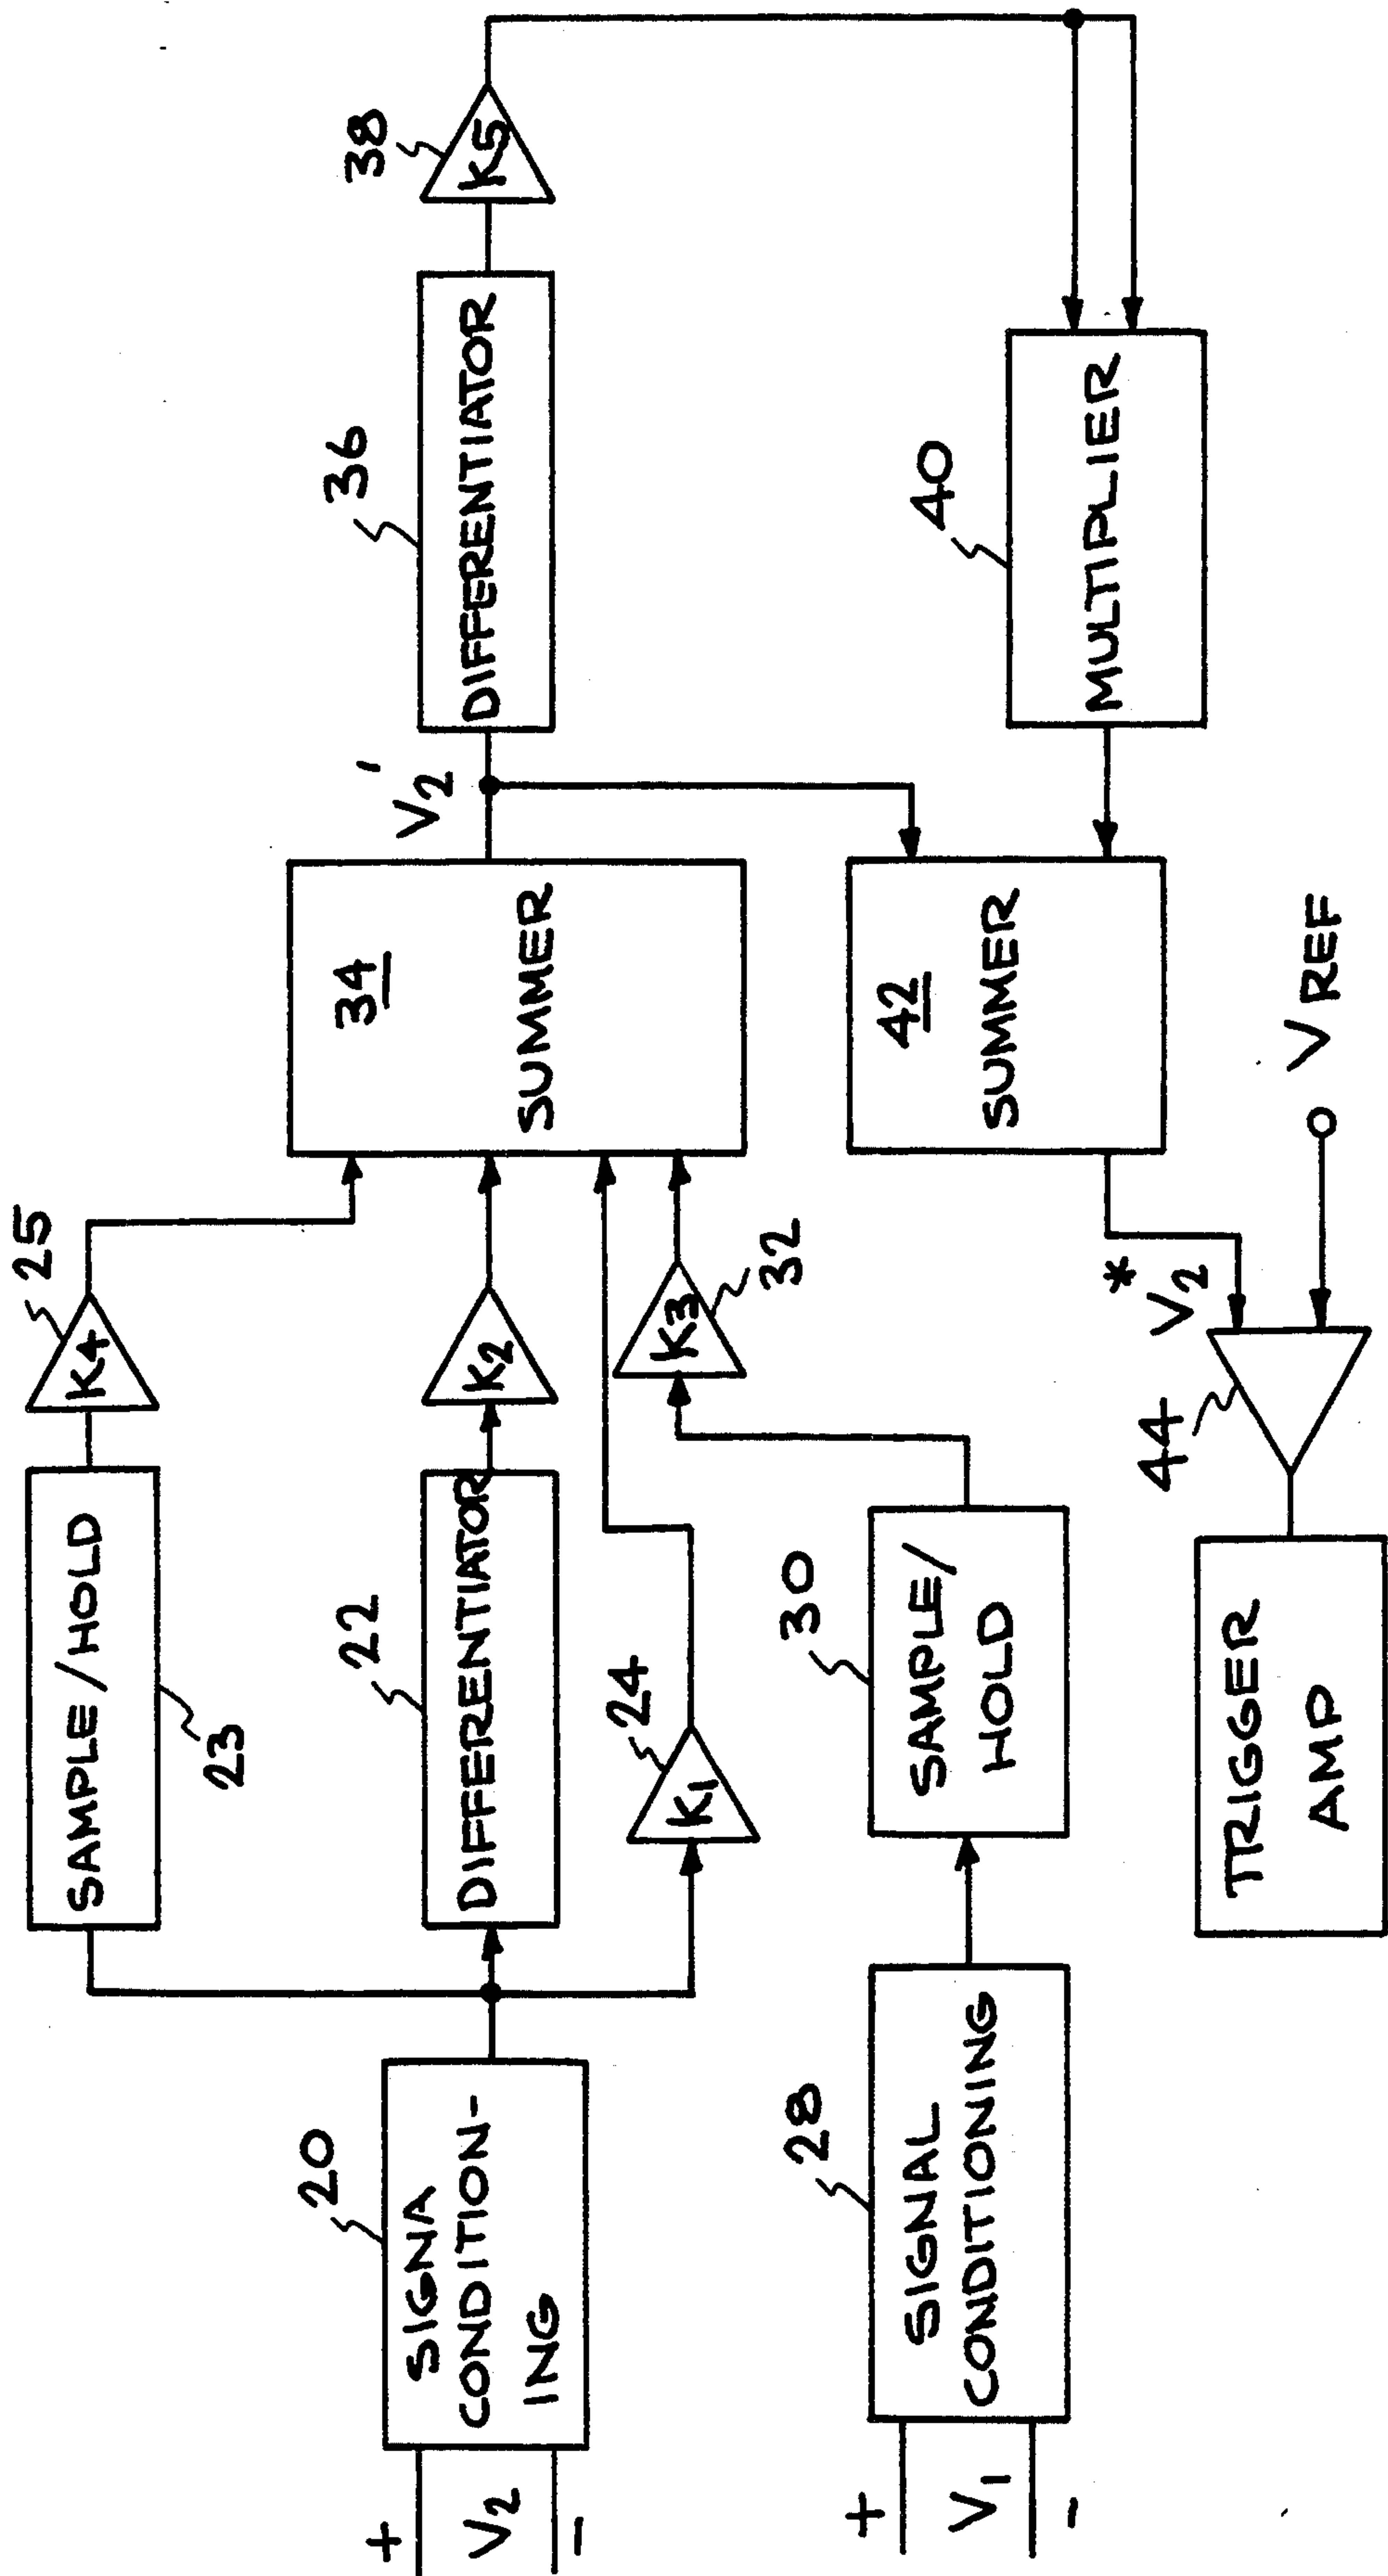 25
K4
SAMPLE / HOLD
23
38
K5
36
DIFFERENTIATOR
V2'
34
SUMMER
K2
22
DIFFERENTIATOR
K3
32
24
K1
20
SIGNA
CONDITION-
ING
+
V2
-
40
MULTIPLIER
42
SUMMER
30
SAMPLE/
HOLD
28
SIGNAL
CONDITIONING
+
V1
-
V2*
V REF
44
TRIGGER
AMP